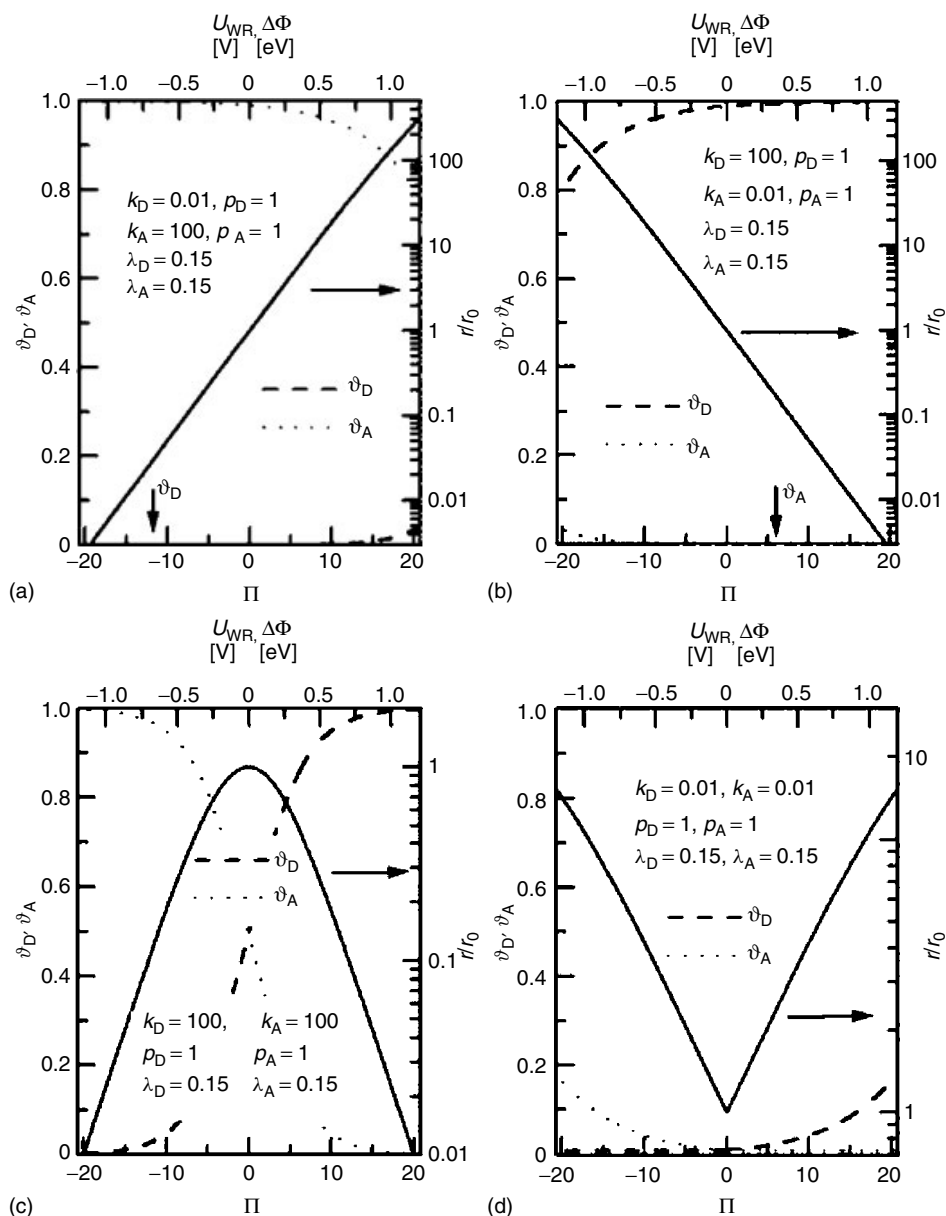 U_WR, ΔΦ
[V] [eV]
−1.0 −0.5 0 0.5 1.0
1.0
0.8
0.6
0.4
0.2
0
ϑ_D, ϑ_A
k_D = 0.01, p_D = 1
k_A = 100, p_A = 1
λ_D = 0.15
λ_A = 0.15
ϑ_D
ϑ_A
ϑ_D
100
10
1
0.1
0.01
r/r_0
−20 −10 0 10 20
(a)
Π
U_WR, ΔΦ
[V] [eV]
−1.0 −0.5 0 0.5 1.0
1.0
0.8
0.6
0.4
0.2
0
ϑ_D, ϑ_A
k_D = 100, p_D = 1
k_A = 0.01, p_A = 1
λ_D = 0.15
λ_A = 0.15
ϑ_D
ϑ_A
ϑ_A
100
10
1
0.1
0.01
r/r_0
−20 −10 0 10 20
(b)
Π
U_WR, ΔΦ
[V] [eV]
−1.0 −0.5 0 0.5 1.0
1.0
0.8
0.6
0.4
0.2
0
ϑ_D, ϑ_A
ϑ_D
ϑ_A
k_D = 100, k_A = 100
p_D = 1 p_A = 1
λ_D = 0.15 λ_A = 0.15
1
0.1
0.01
r/r_0
−20 −10 0 10 20
(c)
Π
U_WR, ΔΦ
[V] [eV]
−1.0 −0.5 0 0.5 1.0
1.0
0.8
0.6
0.4
0.2
0
ϑ_D, ϑ_A
k_D = 0.01, k_A = 0.01
p_D = 1, p_A = 1
λ_D = 0.15, λ_A = 0.15
ϑ_D
ϑ_A
10
1
r/r_0
−20 −10 0 10 20
(d)
Π